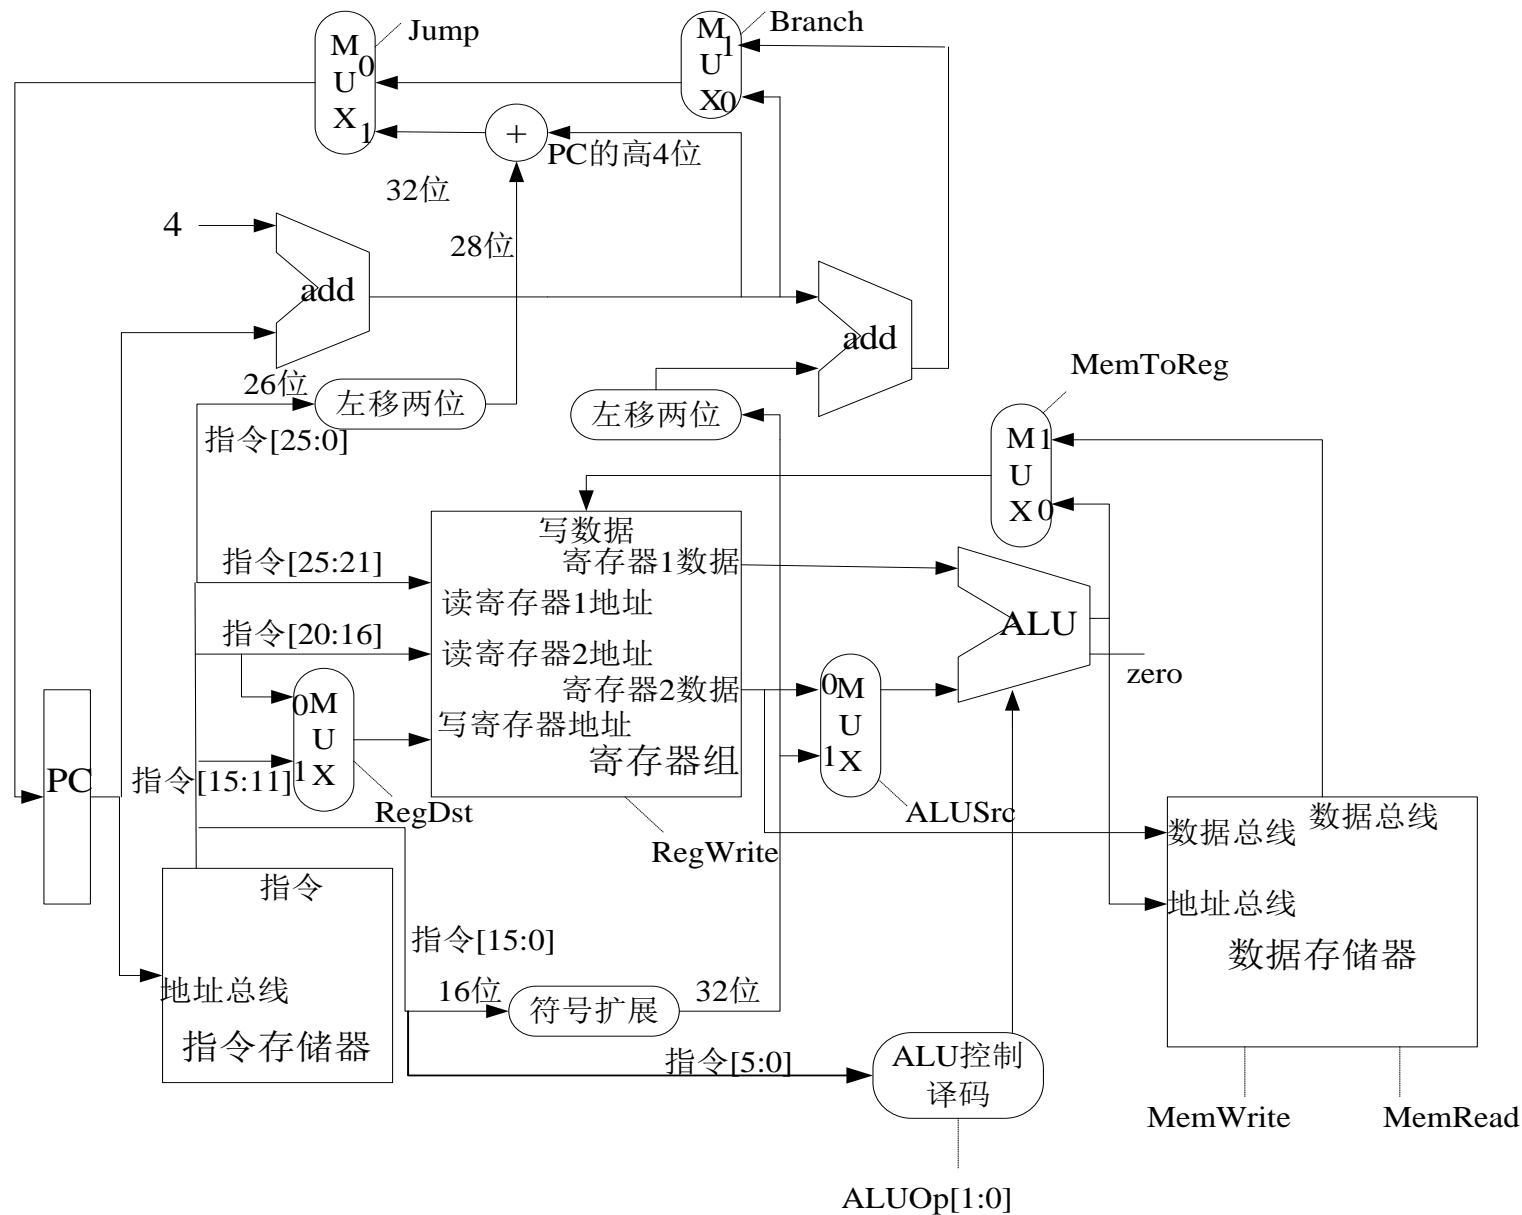 Jump
Branch
M
U
X
0
1
M
U
X
1
0
+
PC的高4位
32位
28位
4
add
add
26位
左移两位
指令[25:0]
左移两位
MemToReg
M
U
X
1
0
写数据
寄存器1数据
指令[25:21]
读寄存器1地址
ALU
指令[20:16]
读寄存器2地址
zero
寄存器2数据
0
M
U
X
1
写寄存器地址
寄存器组
0
M
U
X
1
PC
指令[15:11]
RegDst
ALUSrc
RegWrite
数据总线
数据总线
指令
地址总线
指令[15:0]
数据存储器
地址总线
16位
符号扩展
32位
指令存储器
指令[5:0]
ALU控制
译码
MemWrite
MemRead
ALUOp[1:0]